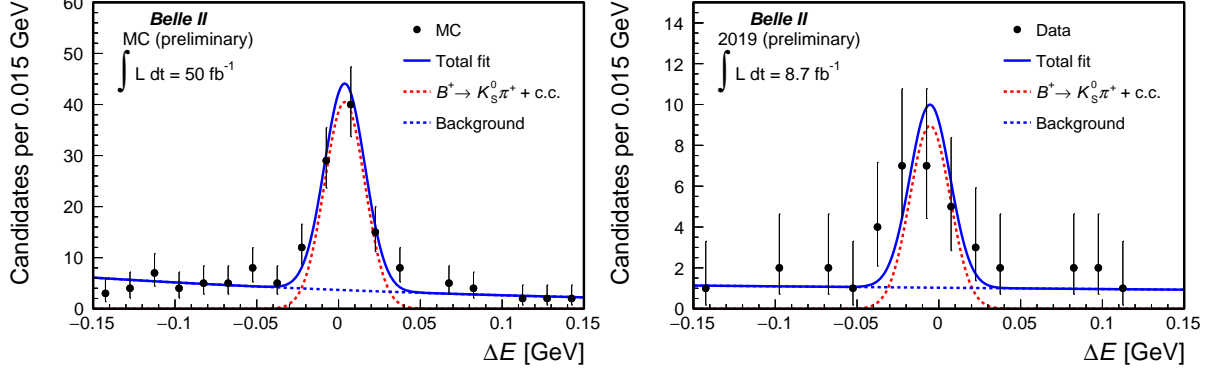 Candidates per 0.015 GeV
60
50
40
30
20
10
0
Belle II
MC (preliminary)
∫ L dt = 50 fb⁻¹
MC
Total fit
B⁺→ K⁰_S π⁺ + c.c.
Background
−0.15 −0.1 −0.05 0 0.05 0.1 0.15
ΔE [GeV]
Candidates per 0.015 GeV
14
12
10
8
6
4
2
0
Belle II
2019 (preliminary)
∫ L dt = 8.7 fb⁻¹
Data
Total fit
B⁺→ K⁰_S π⁺ + c.c.
Background
−0.15 −0.1 −0.05 0 0.05 0.1 0.15
ΔE [GeV]